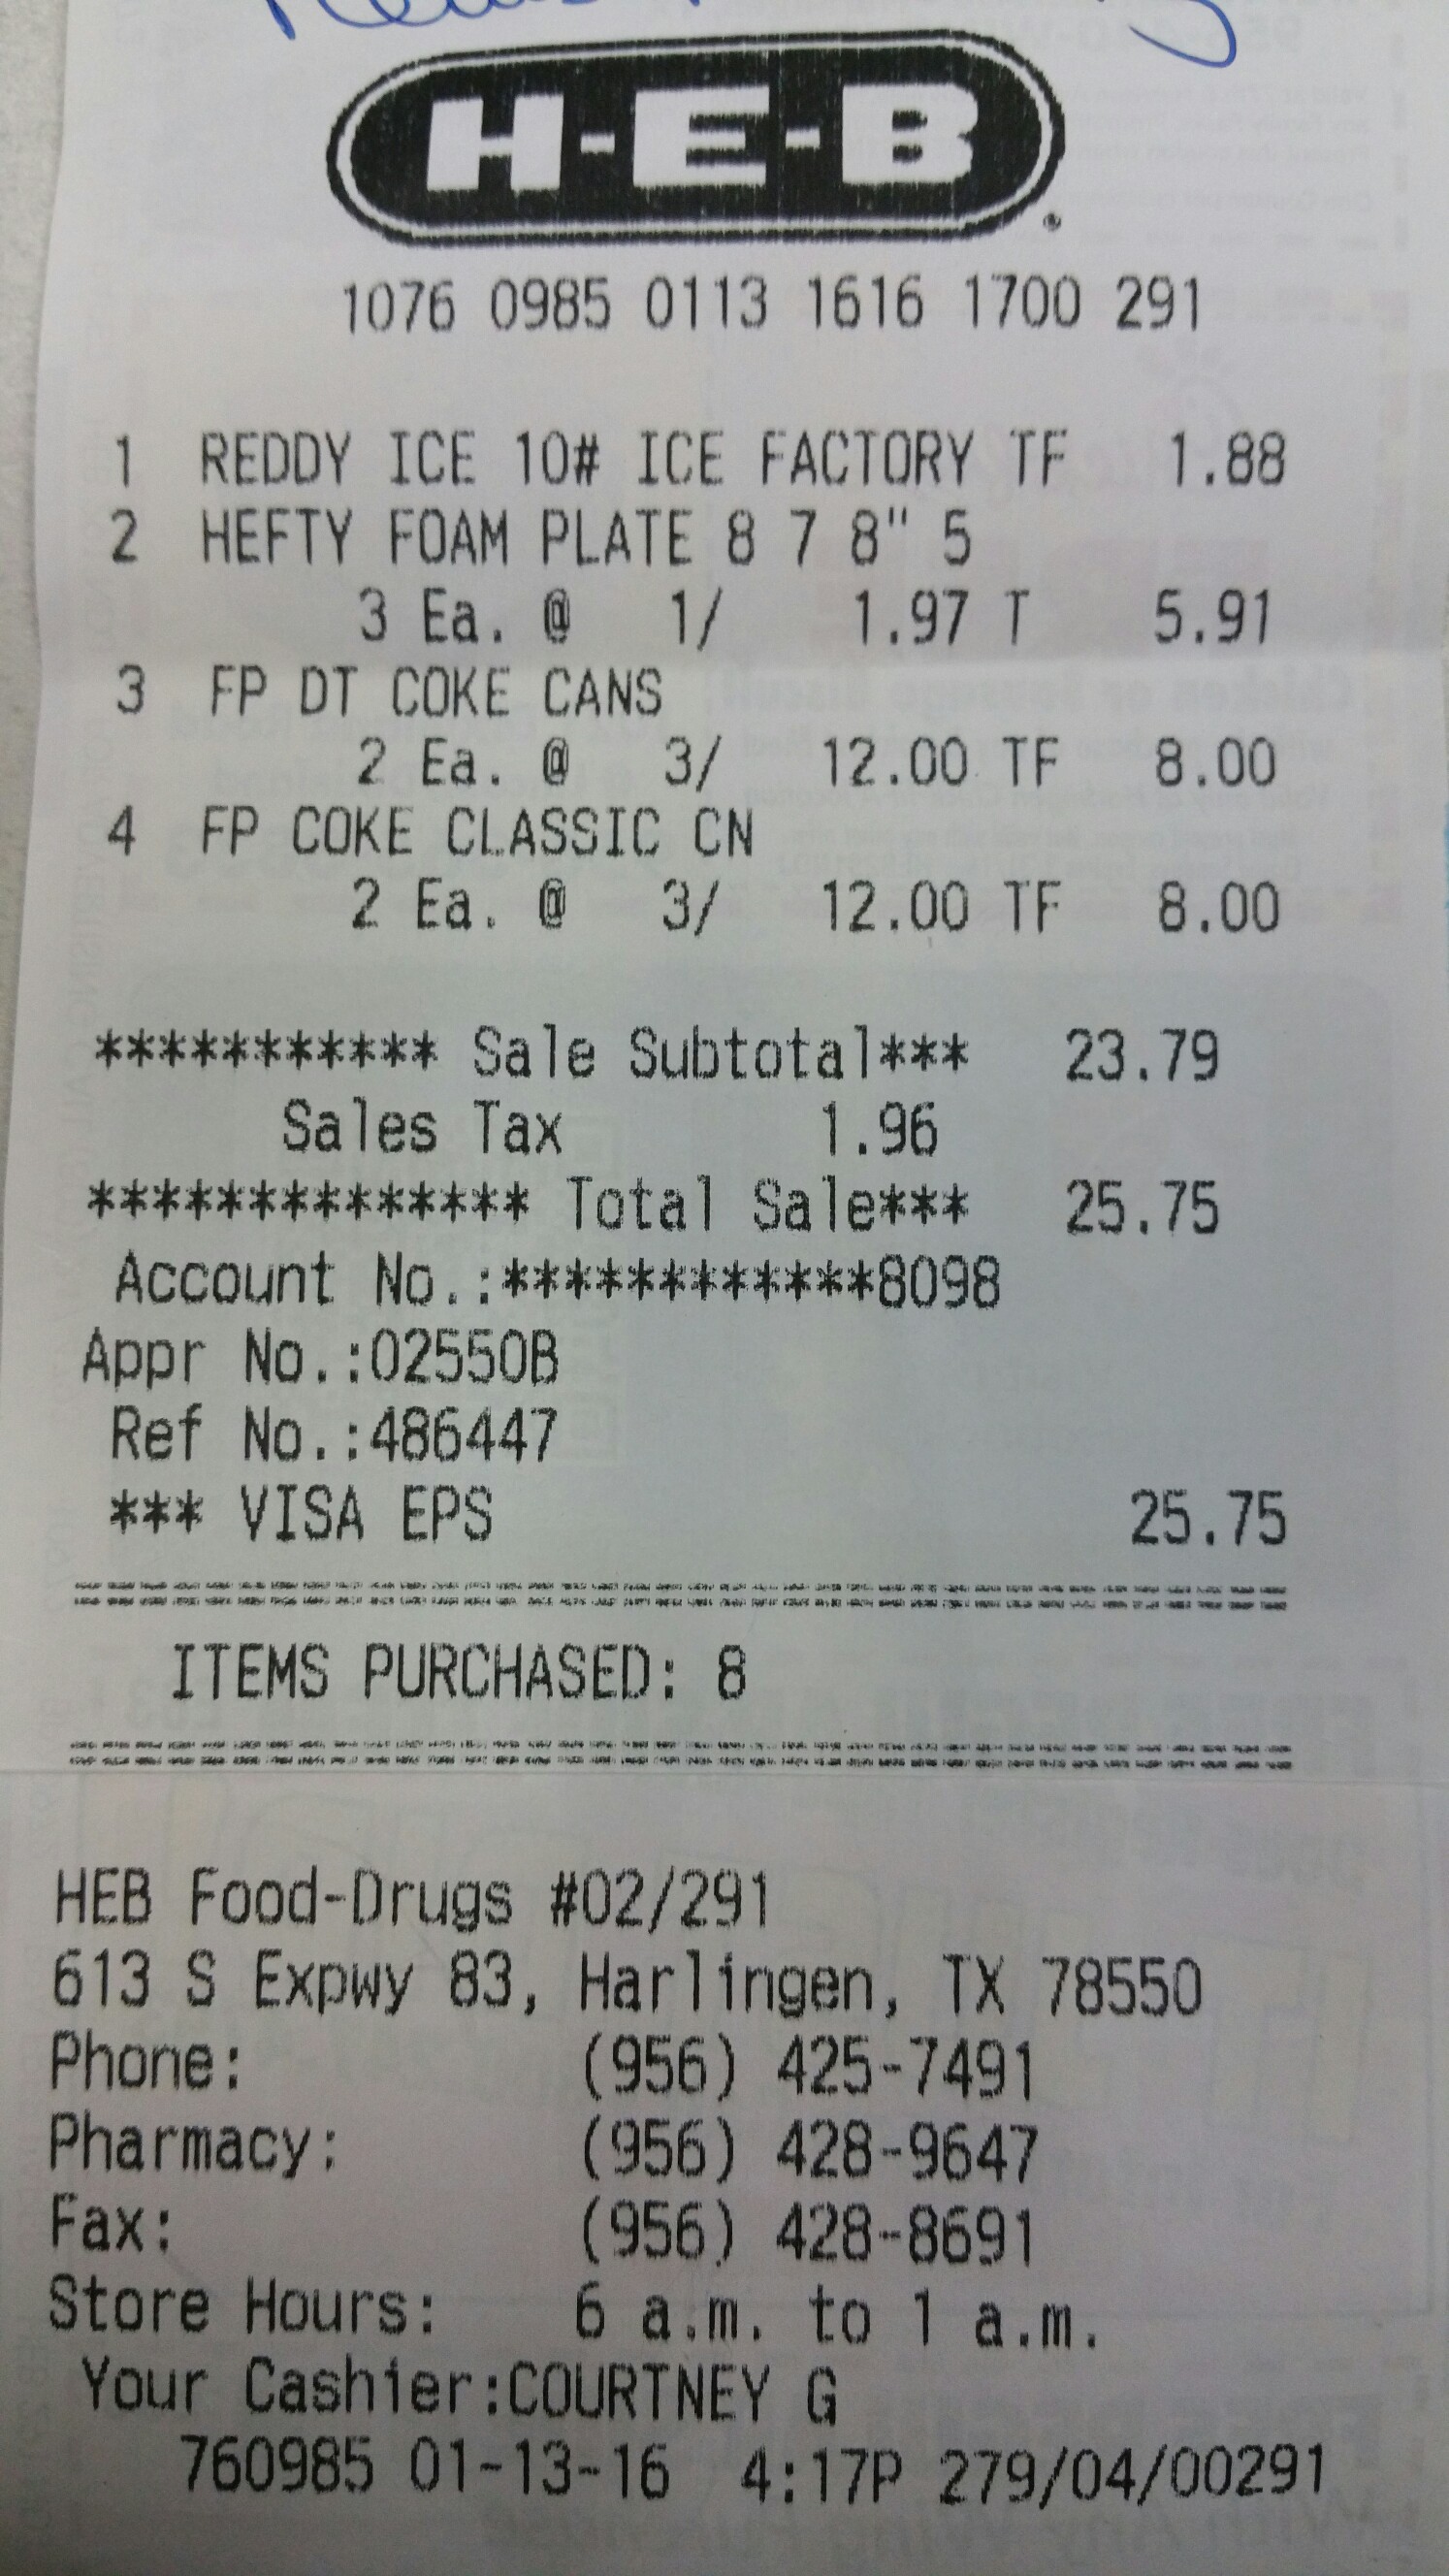 H-E-B
1076 0985 0113 1616 1700 291
1 REDDY ICE 10# ICE FACTORY TF 1.88
2 HEFTY FOAM PLATE 8 7 8" 5
3 Ea. @ 1/ 1.97 T 5.91
3 FP DT COKE CANS
2 Ea. @ 3/ 12.00 TF 8.00
4 FP COKE CLASSIC CN
2 Ea. @ 3/ 12.00 TF 8.00
*********** Sale Subtotal*** 23.79
Sales Tax 1.96
************** Total Sale*** 25.75
Account No.:************8098
Appr No.:02550B
Ref No.:486447
*** VISA EPS 25.75
ITEMS PURCHASED: 8
HEB Food-Drugs #02/291
613 S Expwy 83, Harlingen, TX 78550
Phone: (956) 425-7491
Pharmacy: (956) 428-9647
Fax: (956) 428-8691
Store Hours: 6 a.m. to 1 a.m.
Your Cashier:COURTNEY G
760985 01-13-16 4:17P 279/04/00291